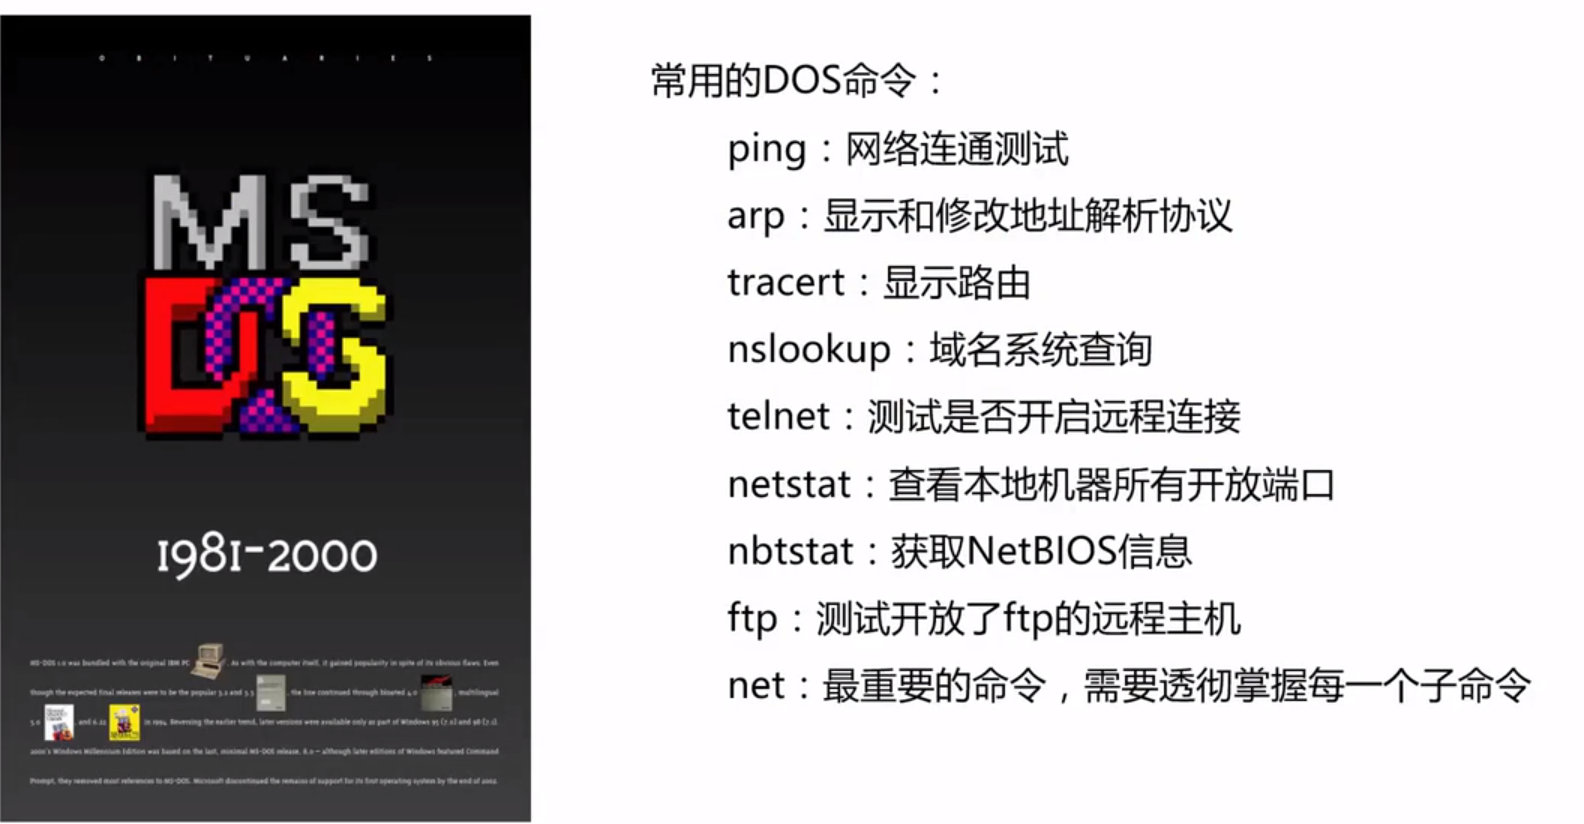 OBITUARIES
MS
DOS
1981-2000
MS-DOS 1.0 was bundled with the original IBM PC . As with the computer itself, it gained popularity in spite of its obvious flaws. Even
though the expected final releases were to be the popular 3.2 and 3.3 , the line continued through bloated 4.0 , multilingual
5.0 , and 6.22 in 1994. Reversing the earlier trend, later versions were available only as part of Windows 95 (7.0) and 98 (7.1).
2000's Windows Millennium Edition was based on the last, minimal MS-DOS release, 8.0 – although later editions of Windows featured Command
Prompt, they removed most references to MS-DOS. Microsoft discontinued the remains of support for its first operating system by the end of 2002.
常用的DOS命令：
ping：网络连通测试
arp：显示和修改地址解析协议
tracert：显示路由
nslookup：域名系统查询
telnet：测试是否开启远程连接
netstat：查看本地机器所有开放端口
nbtstat：获取NetBIOS信息
ftp：测试开放了ftp的远程主机
net：最重要的命令，需要透彻掌握每一个子命令